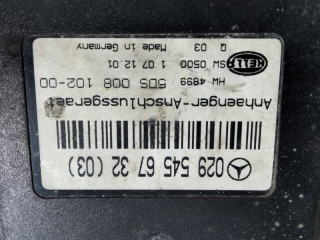 029 545 67 32 (03)
Anhaenger-Anschlussgeraet
HW 4899 5DS 008 102-00
SW 0500 1 07.12.01
Q 03 Made in Germany
HELLA